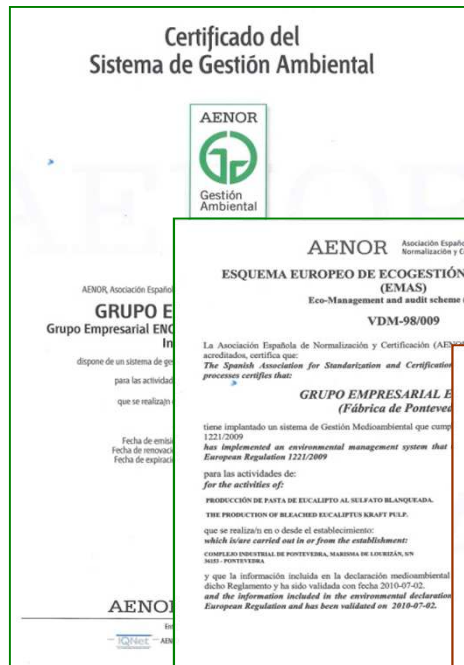 Certificado del
Sistema de Gestión Ambiental
AENOR
Gestión
Ambiental
AENOR, Asociación Español
GRUPO E
Grupo Empresarial ENC
In
dispone de un sistema de ge
para las actividad
que se realiza/n
Fecha de emisi
Fecha de renovaci
Fecha de expiraci
AENOR
IQNet
AENOR
Asociación Españo
Normalización y C
ESQUEMA EUROPEO DE ECOGESTIÓN
(EMAS)
Eco-Management and audit scheme
VDM-98/009
La Asociación Española de Normalización y Certificación (AENOR
acreditados, certifica que:
The Spanish Association for Standarization and Certification
processes certifies that:
GRUPO EMPRESARIAL E
(Fábrica de Ponteved
tiene implantado un sistema de Gestión Medioambiental que cump
1221/2009
has implemented an environmental management system that
European Regulation 1221/2009
para las actividades de:
for the activities of:
PRODUCCIÓN DE PASTA DE EUCALIPTO AL SULFATO BLANQUEADA.
THE PRODUCTION OF BLEACHED EUCALIPTUS KRAFT PULP.
que se realiza/n en o desde el establecimiento:
which is/are carried out in or from the establishment:
COMPLEJO INDUSTRIAL DE PONTEVEDRA, MARISMA DE LOURIZÁN, S/N
36153 - PONTEVEDRA
y que la información incluida en la declaración medioambiental
dicho Reglamento y ha sido validada con fecha 2010-07-02.
and the information included in the environmental declaration
European Regulation and has been validated on 2010-07-02.